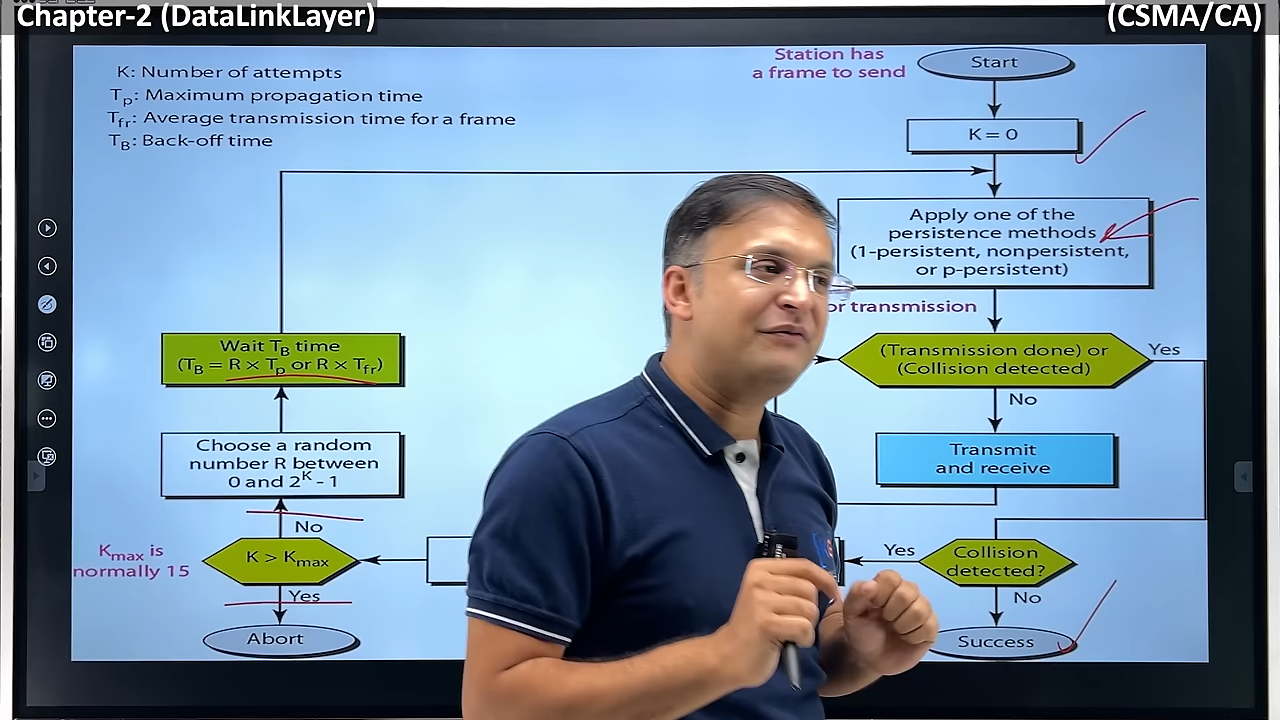 Chapter-2 (DataLinkLayer)
(CSMA/CA)
K: Number of attempts
Tp: Maximum propagation time
Tfr: Average transmission time for a frame
TB: Back-off time
Station has
a frame to send
Start
K = 0
Apply one of the
persistence methods
(1-persistent, nonpersistent,
or p-persistent)
or transmission
(Transmission done) or
(Collision detected)
Yes
No
Transmit
and receive
Collision
detected?
Yes
No
Success
Wait TB time
(TB = R × Tp or R × Tfr)
Choose a random
number R between
0 and 2^K - 1
No
K > Kmax
Kmax is
normally 15
Yes
Abort